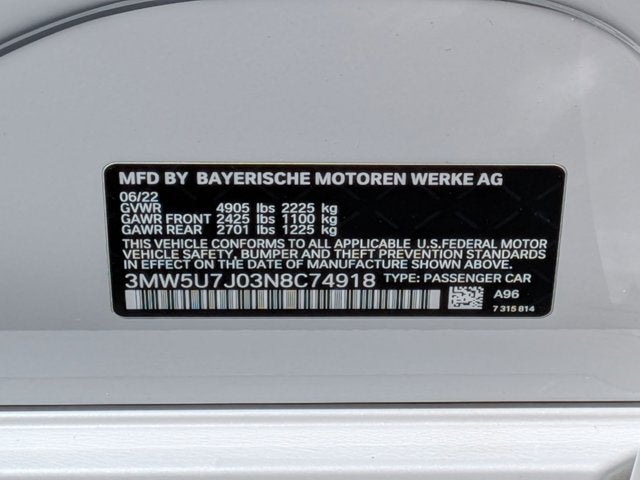 MFD BY BAYERISCHE MOTOREN WERKE AG
06/22
GVWR 4905 lbs 2225 kg
GAWR FRONT 2425 lbs 1100 kg
GAWR REAR 2701 lbs 1225 kg
THIS VEHICLE CONFORMS TO ALL APPLICABLE U.S.FEDERAL MOTOR
VEHICLE SAFETY, BUMPER, AND THEFT PREVENTION STANDARDS
IN EFFECT ON THE DATE OF MANUFACTURE SHOWN ABOVE.
3MW5U7J03N8C74918 TYPE: PASSENGER CAR
A96
7 315 814